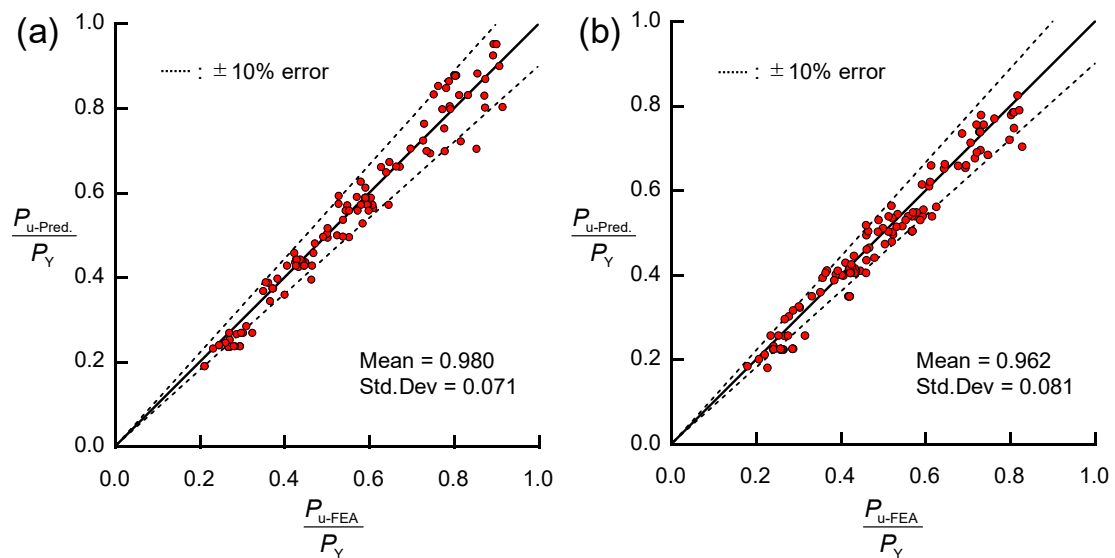 (a)
1.0
0.8
0.6
0.4
0.2
0.0
P_u-Pred.
P_Y
: ±10% error
Mean = 0.980
Std.Dev = 0.071
0.0 0.2 0.4 0.6 0.8 1.0
P_u-FEA
P_Y
(b)
1.0
0.8
0.6
0.4
0.2
0.0
P_u-Pred.
P_Y
: ±10% error
Mean = 0.962
Std.Dev = 0.081
0.0 0.2 0.4 0.6 0.8 1.0
P_u-FEA
P_Y